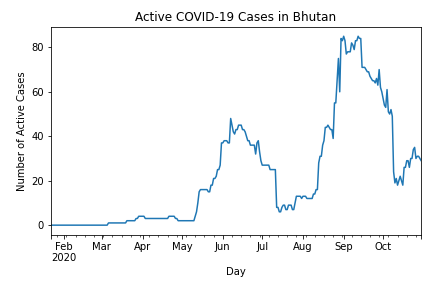 Active COVID-19 Cases in Bhutan
Number of Active Cases
80
60
40
20
0
Feb Mar Apr May Jun Jul Aug Sep Oct
2020
Day